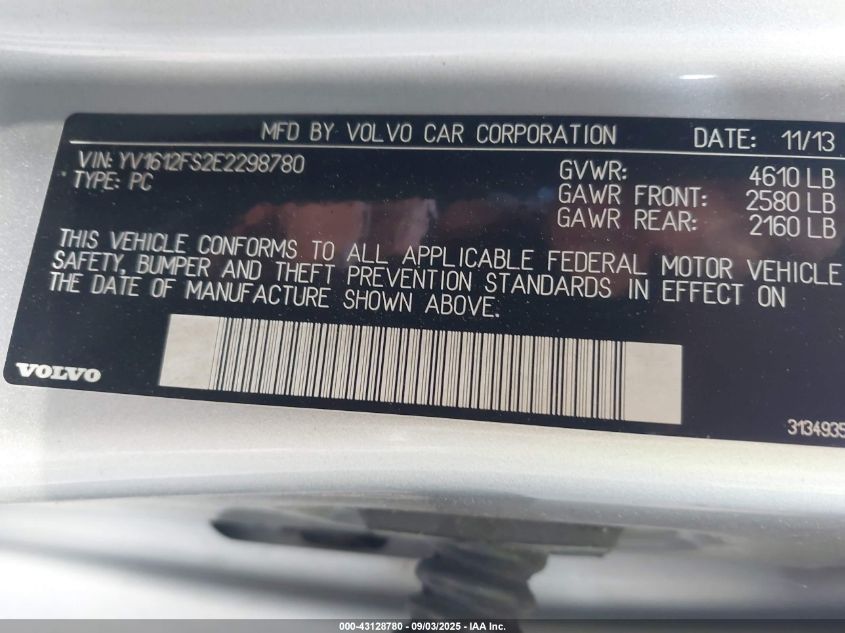 MFD BY VOLVO CAR CORPORATION DATE: 11/13
VIN: YV1612FS2E2298780 GVWR: 4610 LB
TYPE: PC GAWR FRONT: 2580 LB
GAWR REAR: 2160 LB
THIS VEHICLE CONFORMS TO ALL APPLICABLE FEDERAL MOTOR VEHICLE
SAFETY, BUMPER AND THEFT PREVENTION STANDARDS IN EFFECT ON
THE DATE OF MANUFACTURE SHOWN ABOVE.
VOLVO
3134935
000-43128780 - 09/03/2025 - IAA Inc.